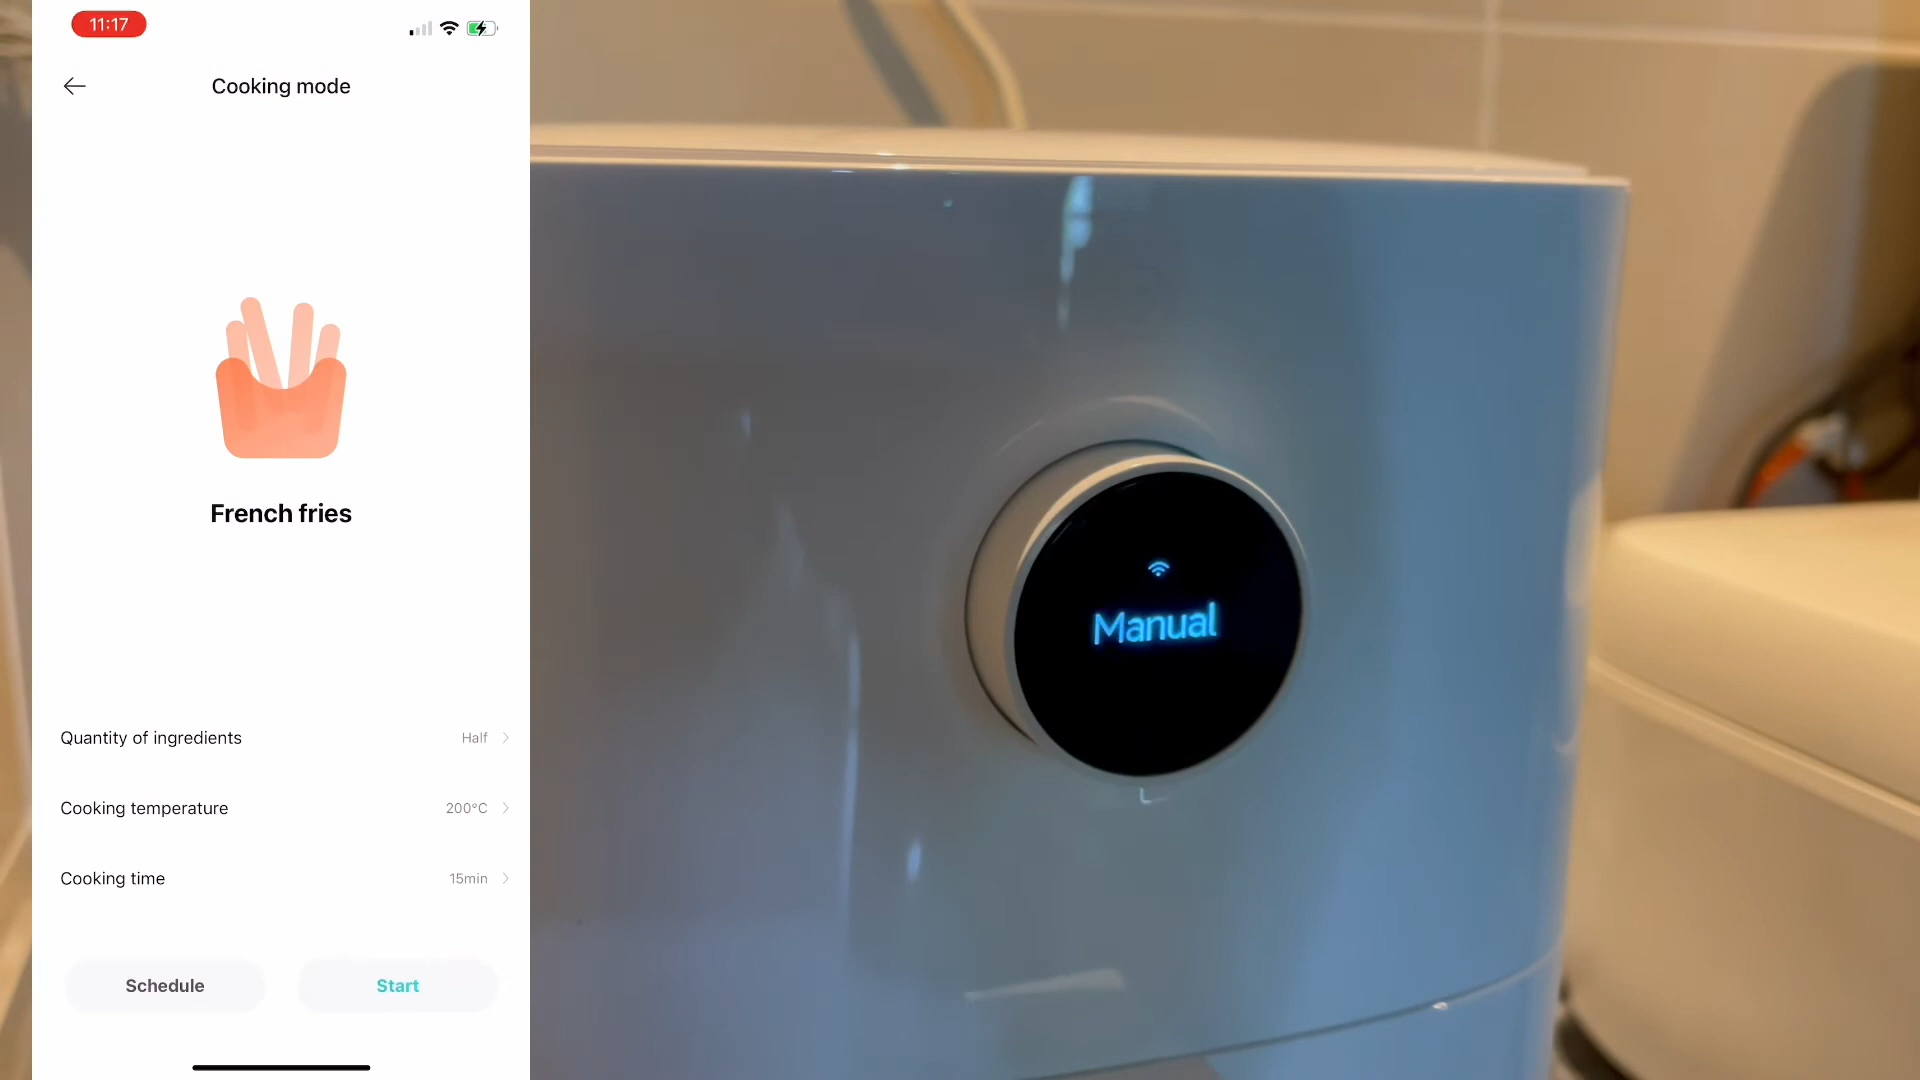 11:17
Cooking mode
French fries
Quantity of ingredients Half
Cooking temperature 200°C
Cooking time 15min
Schedule Start
Manual